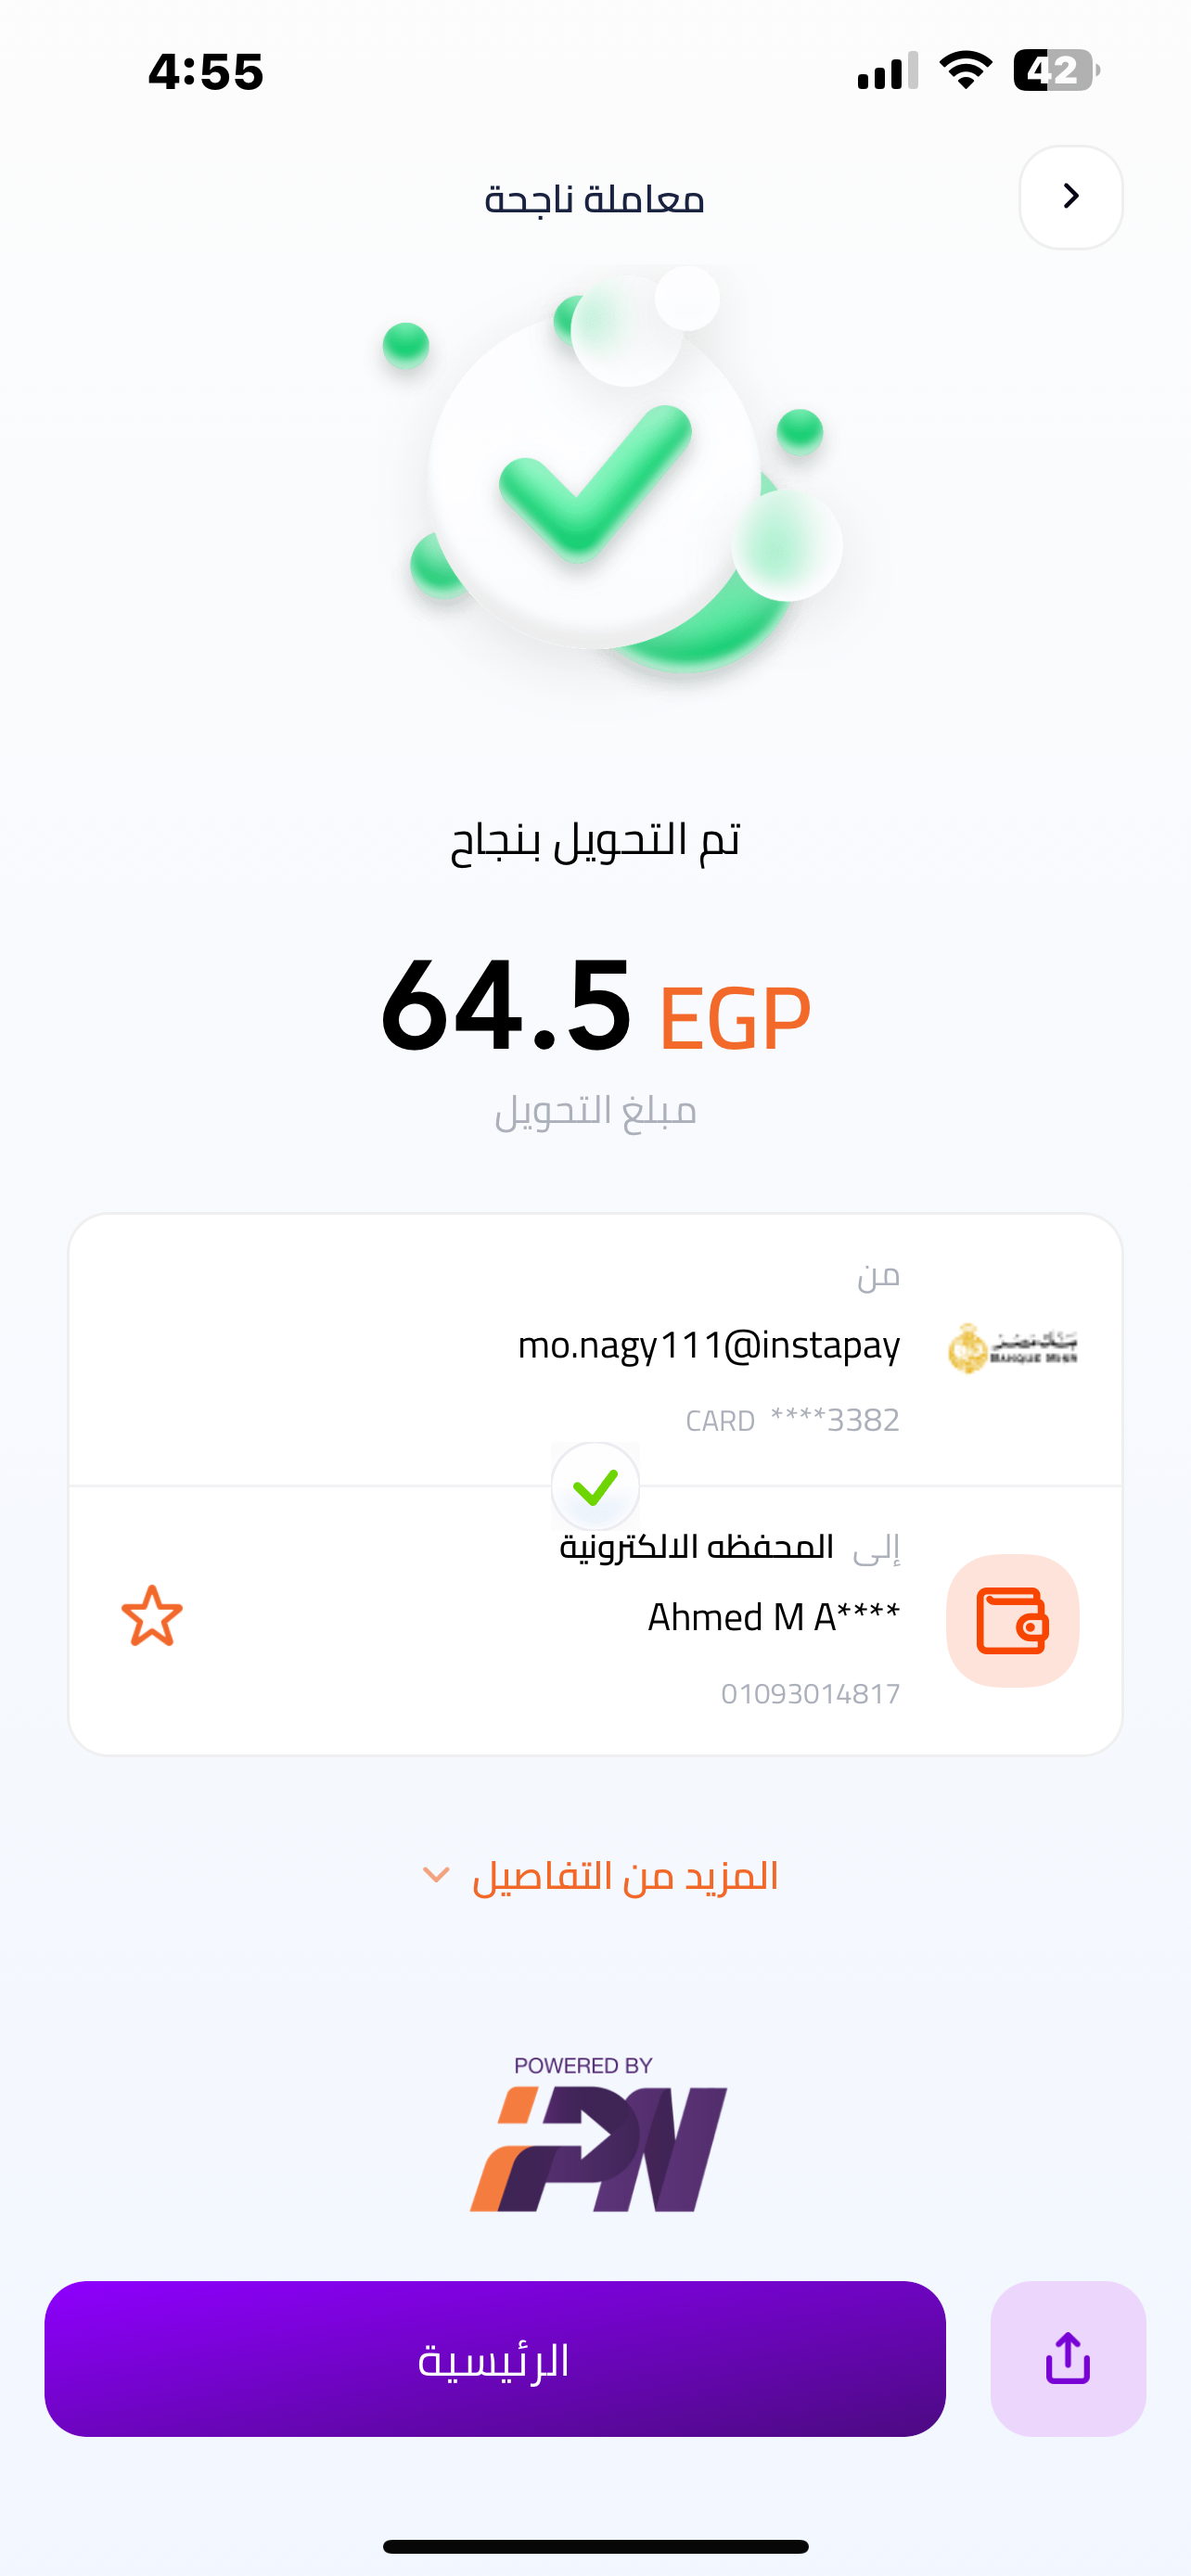 4:55
42
معاملة ناجحة
تم التحويل بنجاح
64.5 EGP
مبلغ التحويل
من
mo.nagy111@instapay
بنك مصر
BANQUE MISR
CARD ****3382
إلى المحفظه الالكترونية
Ahmed M A****
01093014817
المزيد من التفاصيل
POWERED BY
IPN
الرئيسية